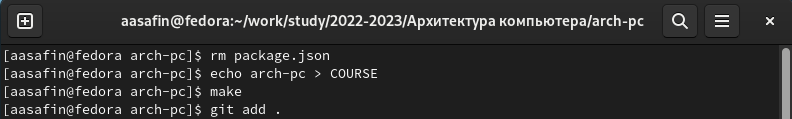 aasafin@fedora:~/work/study/2022-2023/Архитектура компьютера/arch-pc
[aasafin@fedora arch-pc]$ rm package.json
[aasafin@fedora arch-pc]$ echo arch-pc > COURSE
[aasafin@fedora arch-pc]$ make
[aasafin@fedora arch-pc]$ git add .